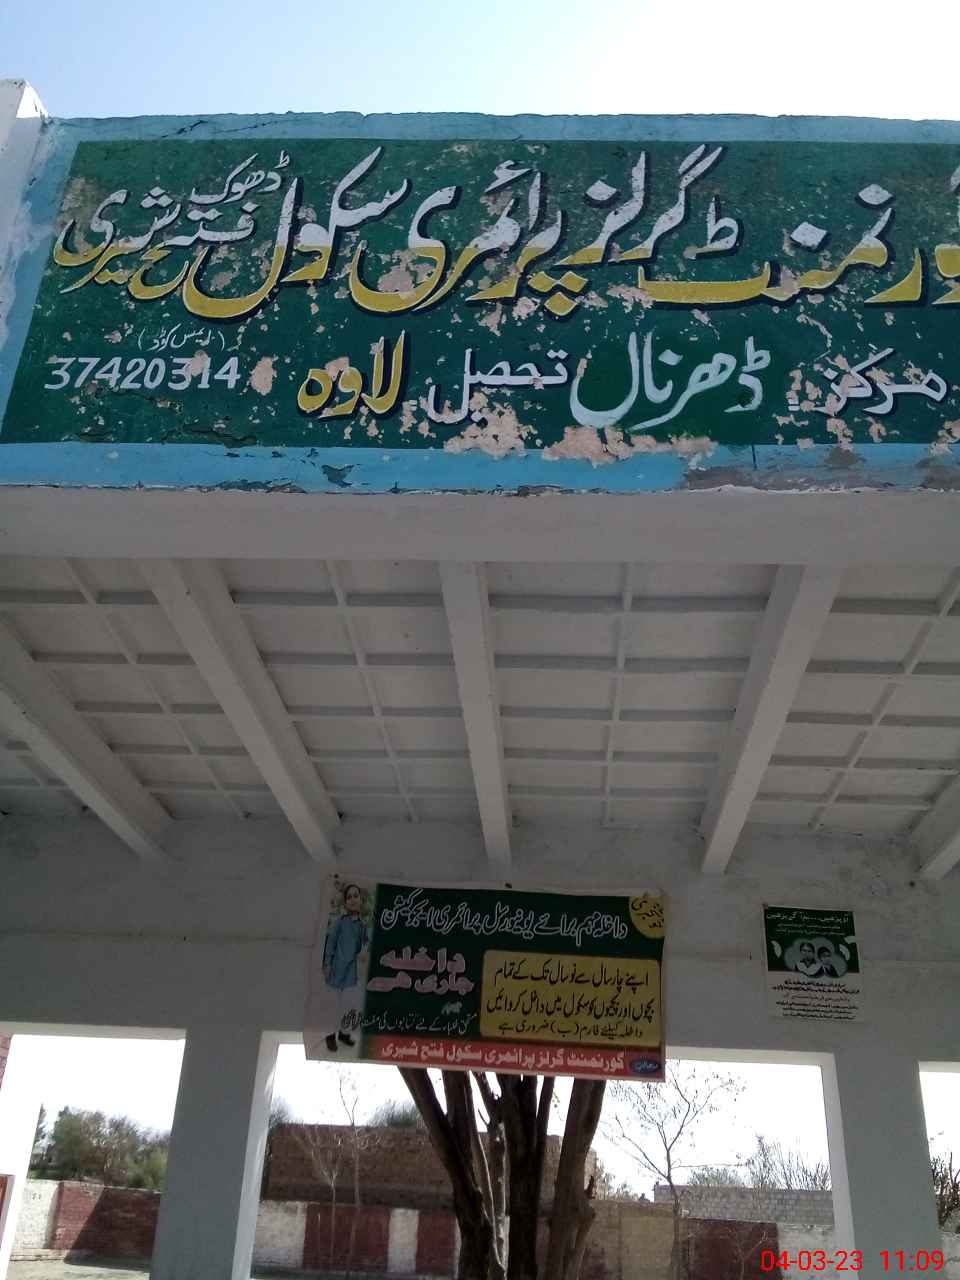 گورنمنٹ گرلز پرائمری سکول ڈھوک فتح شیری
مرکز: ڈھرنال تحصیل لاوہ
(ایمس کوڈ)
37420314
داخلہ مہم برائے یونیورسل پرائمری ایجوکیشن
داخلہ
جاری ہے
اپنے چار سال سے نو سال تک کے تمام
بچوں اور بچیوں کو سکول میں داخل کروائیں
داخلہ کیلئے فارم (ب) ضروری ہے
گورنمنٹ گرلز پرائمری سکول فتح شیری
04-03-23 11:09